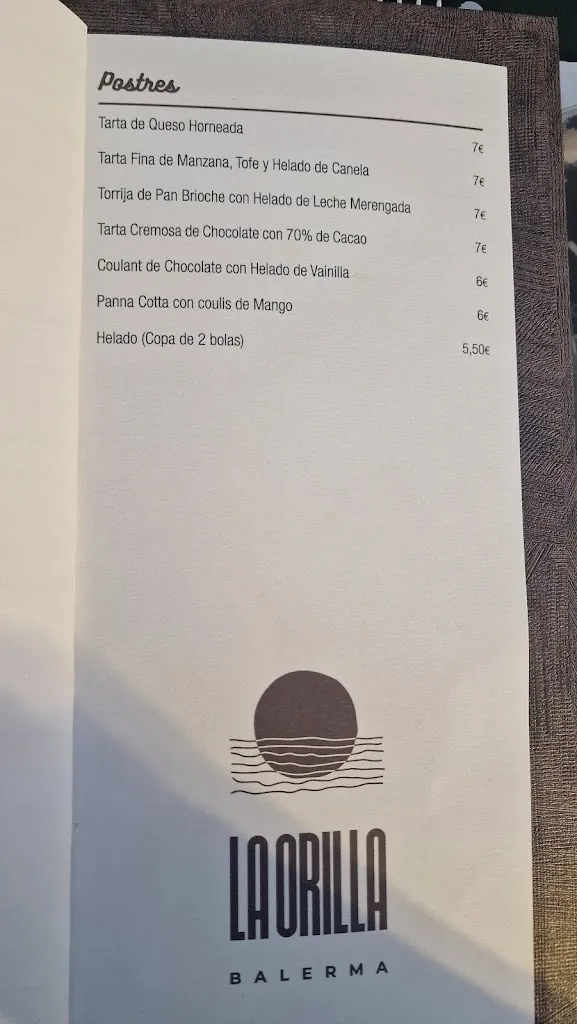 Postres
Tarta de Queso Horneada 7€
Tarta Fina de Manzana, Tofe y Helado de Canela 7€
Torrija de Pan Brioche con Helado de Leche Merengada 7€
Tarta Cremosa de Chocolate con 70% de Cacao 7€
Coulant de Chocolate con Helado de Vainilla 6€
Panna Cotta con coulis de Mango 6€
Helado (Copa de 2 bolas) 5,50€
LA ORILLA
BALERMA